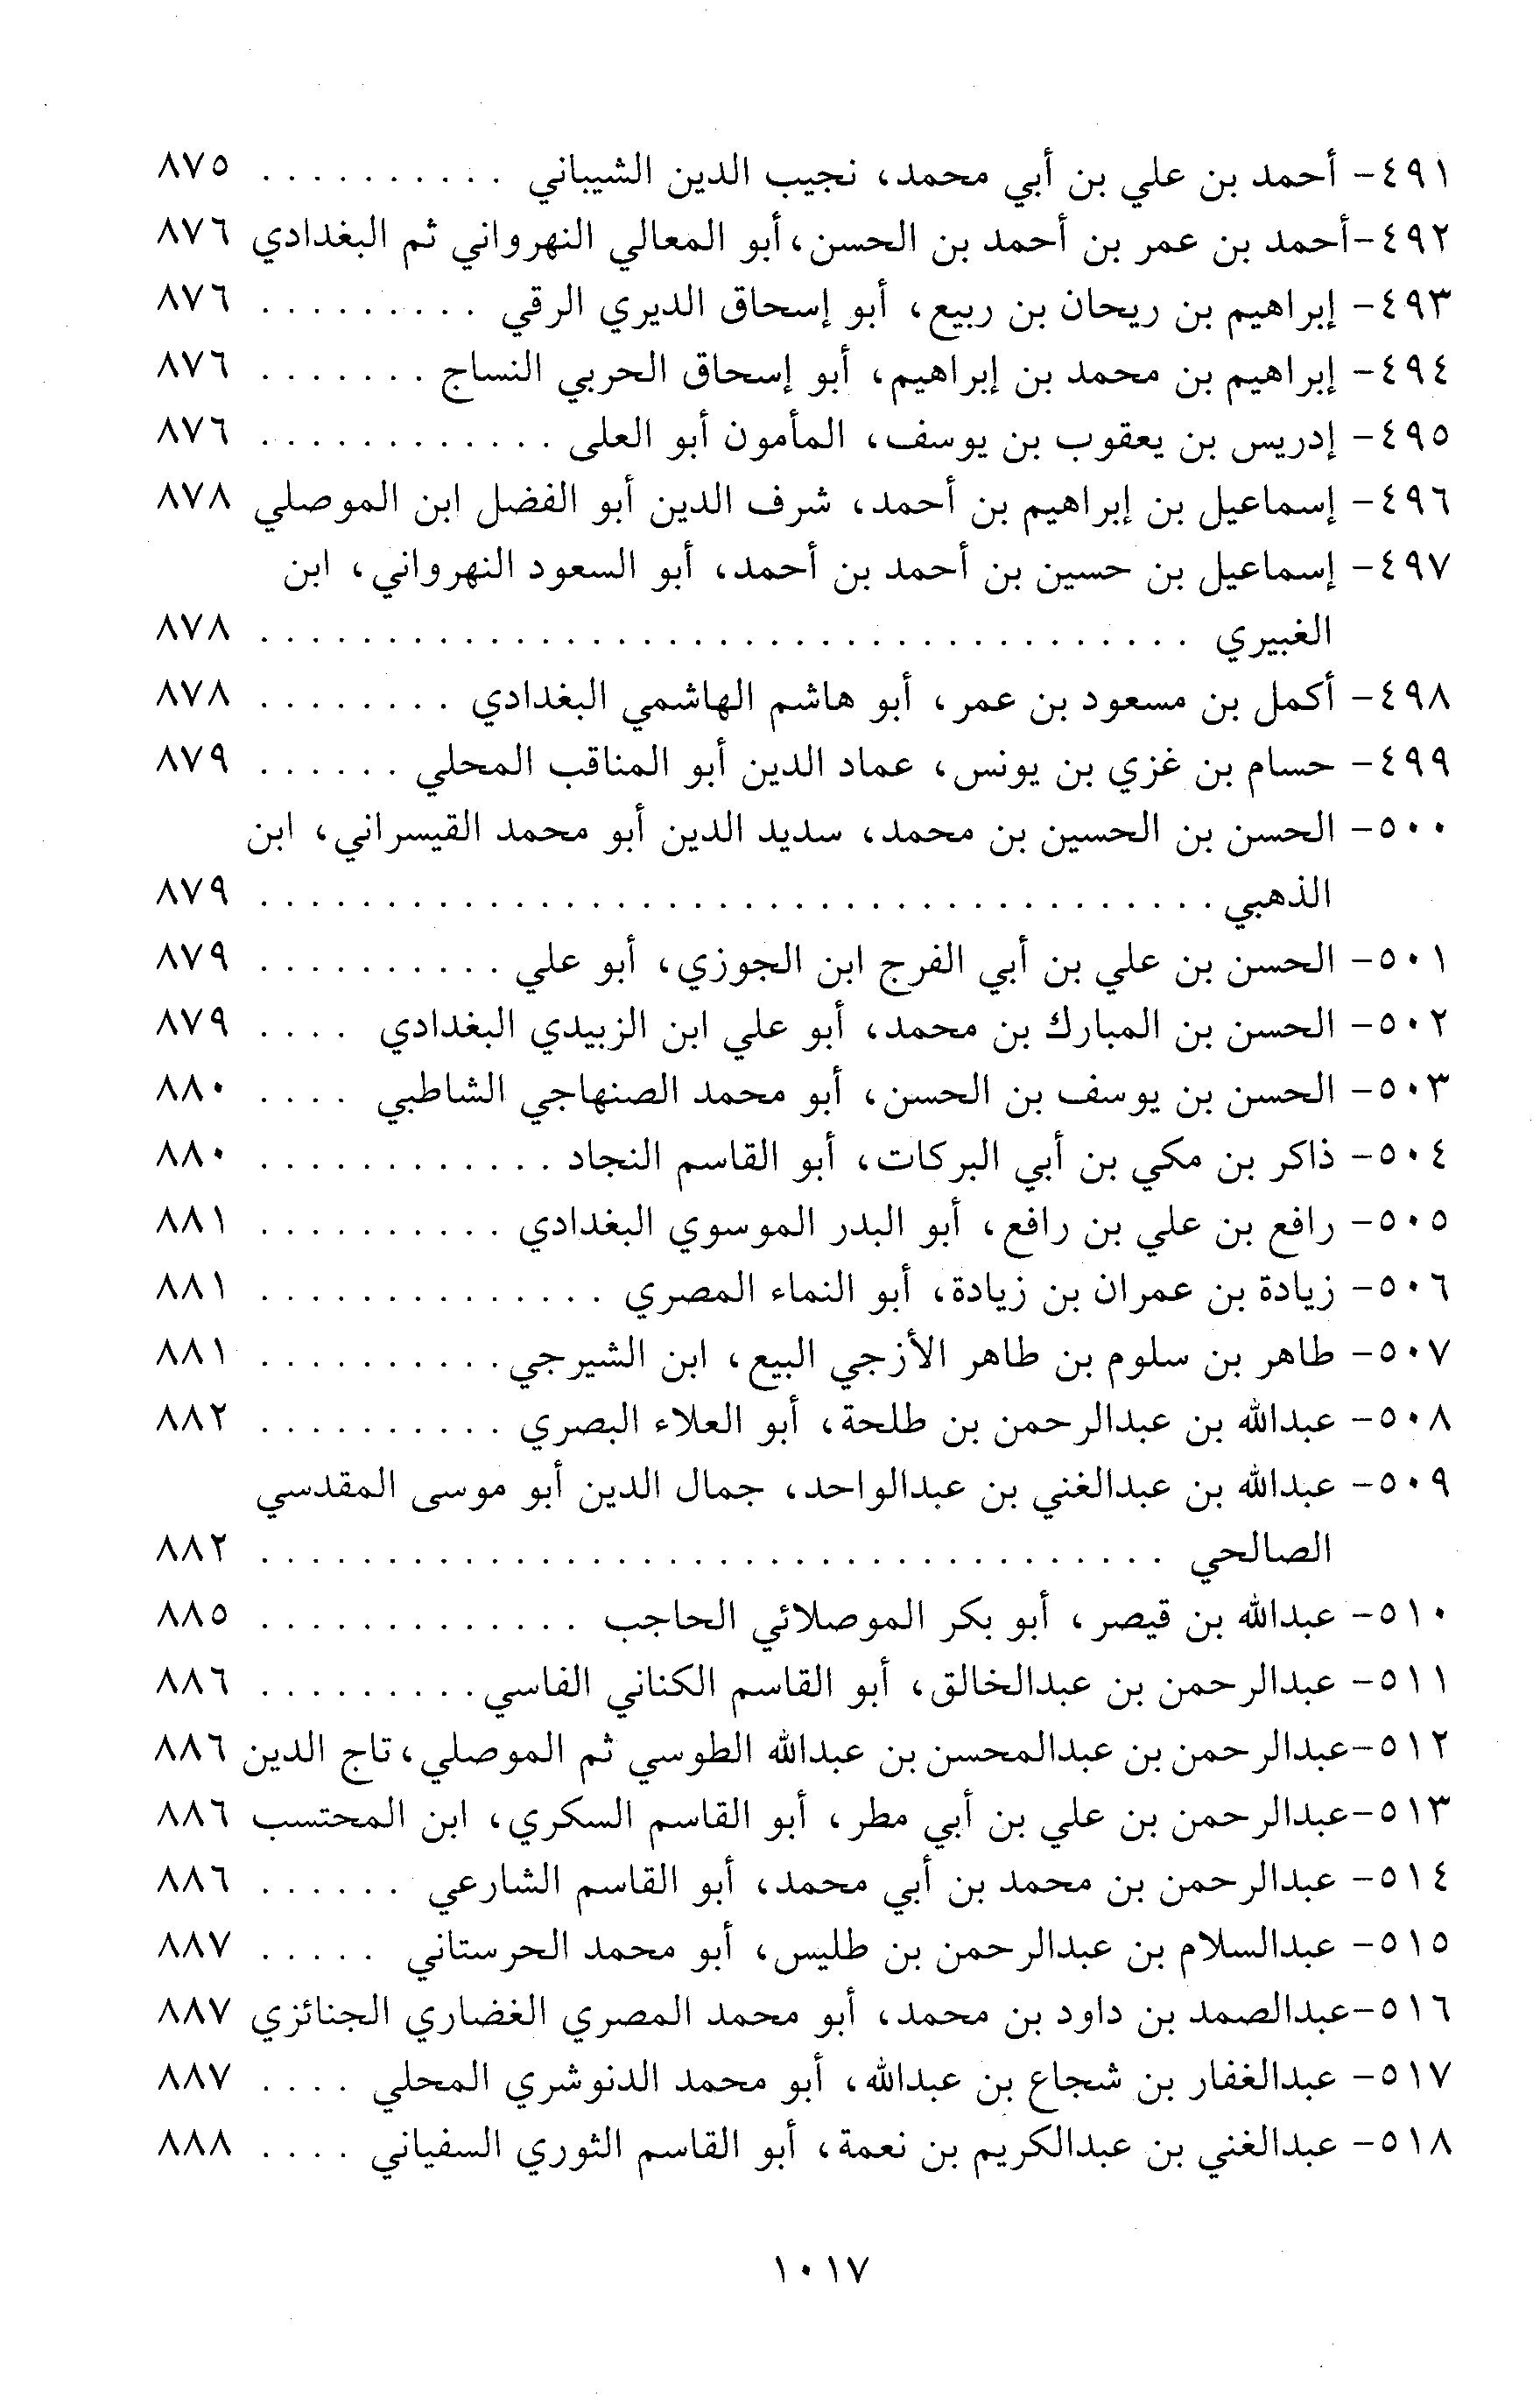 ٤٩١- أحمد بن علي بن أبي محمد، نجيب الدين الشيباني . . . . . . . . . . ٨٧٥
٤٩٢-أحمد بن عمر بن أحمد بن الحسن،أبو المعالي النهرواني ثم البغدادي ٨٧٦
٤٩٣- إبراهيم بن ريحان بن ربيع، أبو إسحاق الديري الرقي . . . . . . . . . ٨٧٦
٤٩٤- إبراهيم بن محمد بن إبراهيم، أبو إسحاق الحربي النساج . . . . . . . ٨٧٦
٤٩٥- إدريس بن يعقوب بن يوسف، المأمون أبو العلى . . . . . . . . . . . . ٨٧٦
٤٩٦- إسماعيل بن إبراهيم بن أحمد، شرف الدين أبو الفضل ابن الموصلي ٨٧٨
٤٩٧- إسماعيل بن حسين بن أحمد بن أحمد، أبو السعود النهرواني، ابن
الغبيري . . . . . . . . . . . . . . . . . . . . . . . . . . . . . . . . . . . . . ٨٧٨
٤٩٨- أكمل بن مسعود بن عمر، أبو هاشم الهاشمي البغدادي . . . . . . . . ٨٧٨
٤٩٩- حسام بن غزي بن يونس، عماد الدين أبو المناقب المحلي . . . . . . ٨٧٩
٥٠٠- الحسن بن الحسين بن محمد، سديد الدين أبو محمد القيسراني، ابن
الذهبي . . . . . . . . . . . . . . . . . . . . . . . . . . . . . . . . . . . . . . ٨٧٩
٥٠١- الحسن بن علي بن أبي الفرج ابن الجوزي، أبو علي . . . . . . . . . . ٨٧٩
٥٠٢- الحسن بن المبارك بن محمد، أبو علي ابن الزبيدي البغدادي . . . . ٨٧٩
٥٠٣- الحسن بن يوسف بن الحسن، أبو محمد الصنهاجي الشاطبي . . . . ٨٨٠
٥٠٤- ذاكر بن مكي بن أبي البركات، أبو القاسم النجاد . . . . . . . . . . . . ٨٨٠
٥٠٥- رافع بن علي بن رافع، أبو البدر الموسوي البغدادي . . . . . . . . . . ٨٨١
٥٠٦- زيادة بن عمران بن زيادة، أبو النماء المصري . . . . . . . . . . . . . . ٨٨١
٥٠٧- طاهر بن سلوم بن طاهر الأزجي البيع، ابن الشيرجي . . . . . . . . . . ٨٨١
٥٠٨- عبدالله بن عبدالرحمن بن طلحة، أبو العلاء البصري . . . . . . . . . . ٨٨٢
٥٠٩- عبدالله بن عبدالغني بن عبدالواحد، جمال الدين أبو موسى المقدسي
الصالحي . . . . . . . . . . . . . . . . . . . . . . . . . . . . . . . . . . . . ٨٨٢
٥١٠- عبدالله بن قيصر، أبو بكر الموصلائي الحاجب . . . . . . . . . . . . . ٨٨٥
٥١١- عبدالرحمن بن عبدالخالق، أبو القاسم الكناني الفاسي . . . . . . . . . ٨٨٦
٥١٢-عبدالرحمن بن عبدالمحسن بن عبدالله الطوسي ثم الموصلي،تاج الدين ٨٨٦
٥١٣-عبدالرحمن بن علي بن أبي مطر، أبو القاسم السكري، ابن المحتسب ٨٨٦
٥١٤- عبدالرحمن بن محمد بن أبي محمد، أبو القاسم الشارعي . . . . . . ٨٨٦
٥١٥- عبدالسلام بن عبدالرحمن بن طليس، أبو محمد الحرستاني . . . . . ٨٨٧
٥١٦-عبدالصمد بن داود بن محمد، أبو محمد المصري الغضاري الجنائزي ٨٨٧
٥١٧- عبدالغفار بن شجاع بن عبدالله، أبو محمد الدنوشري المحلي . . . . ٨٨٧
٥١٨- عبدالغني بن عبدالكريم بن نعمة، أبو القاسم الثوري السفياني . . . . ٨٨٨
١٠١٧